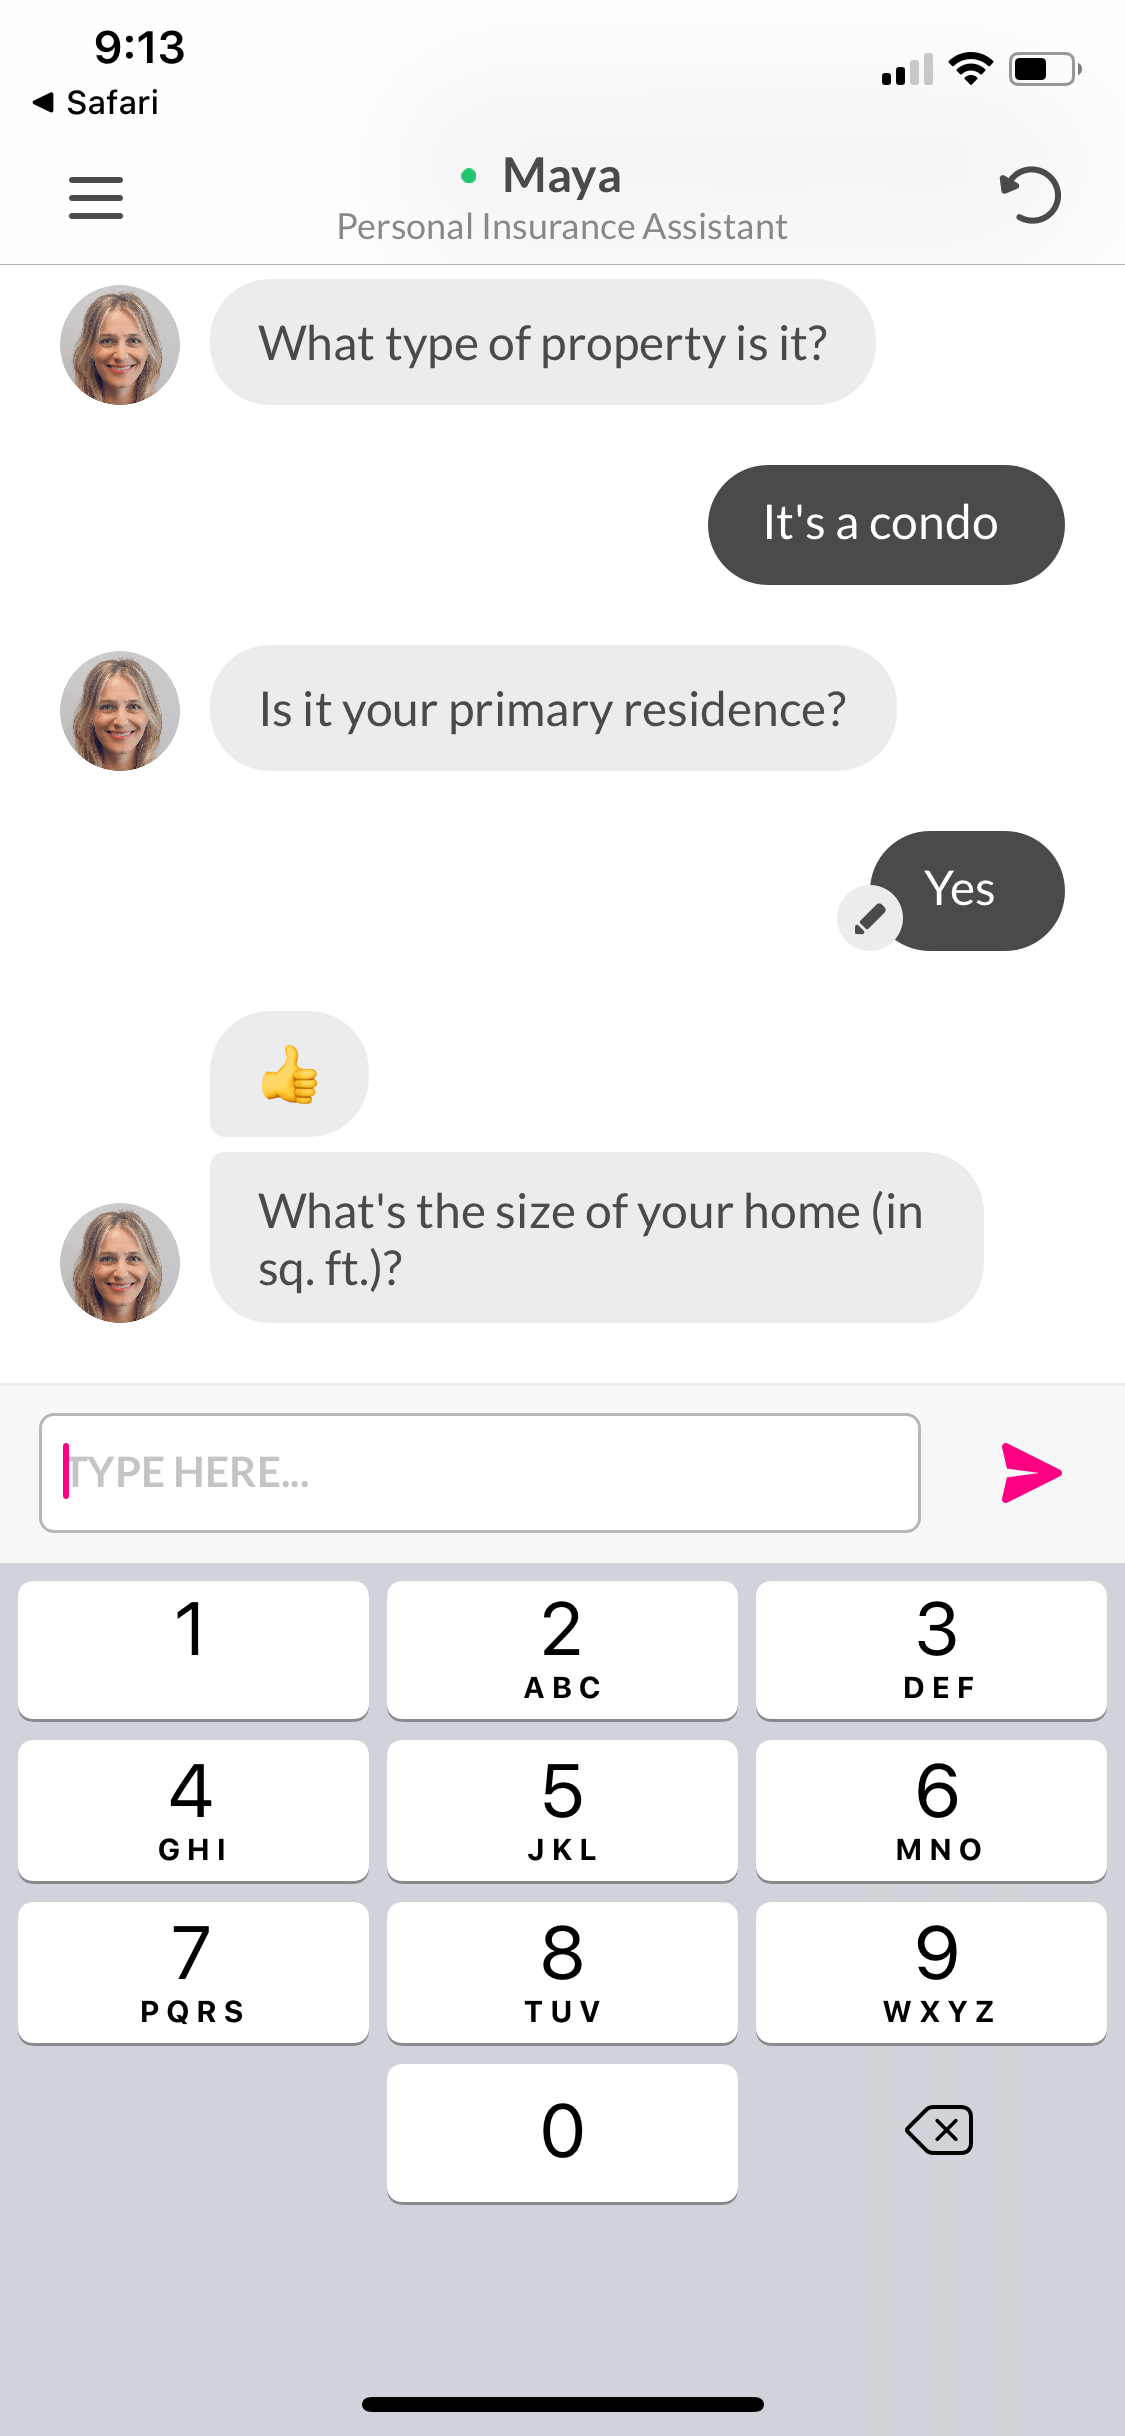 9:13
◀ Safari
Maya
Personal Insurance Assistant
What type of property is it?
It's a condo
Is it your primary residence?
Yes
👍
What's the size of your home (in
sq. ft.)?
TYPE HERE...
1
2
ABC
3
DEF
4
GHI
5
JKL
6
MNO
7
PQRS
8
TUV
9
WXYZ
0